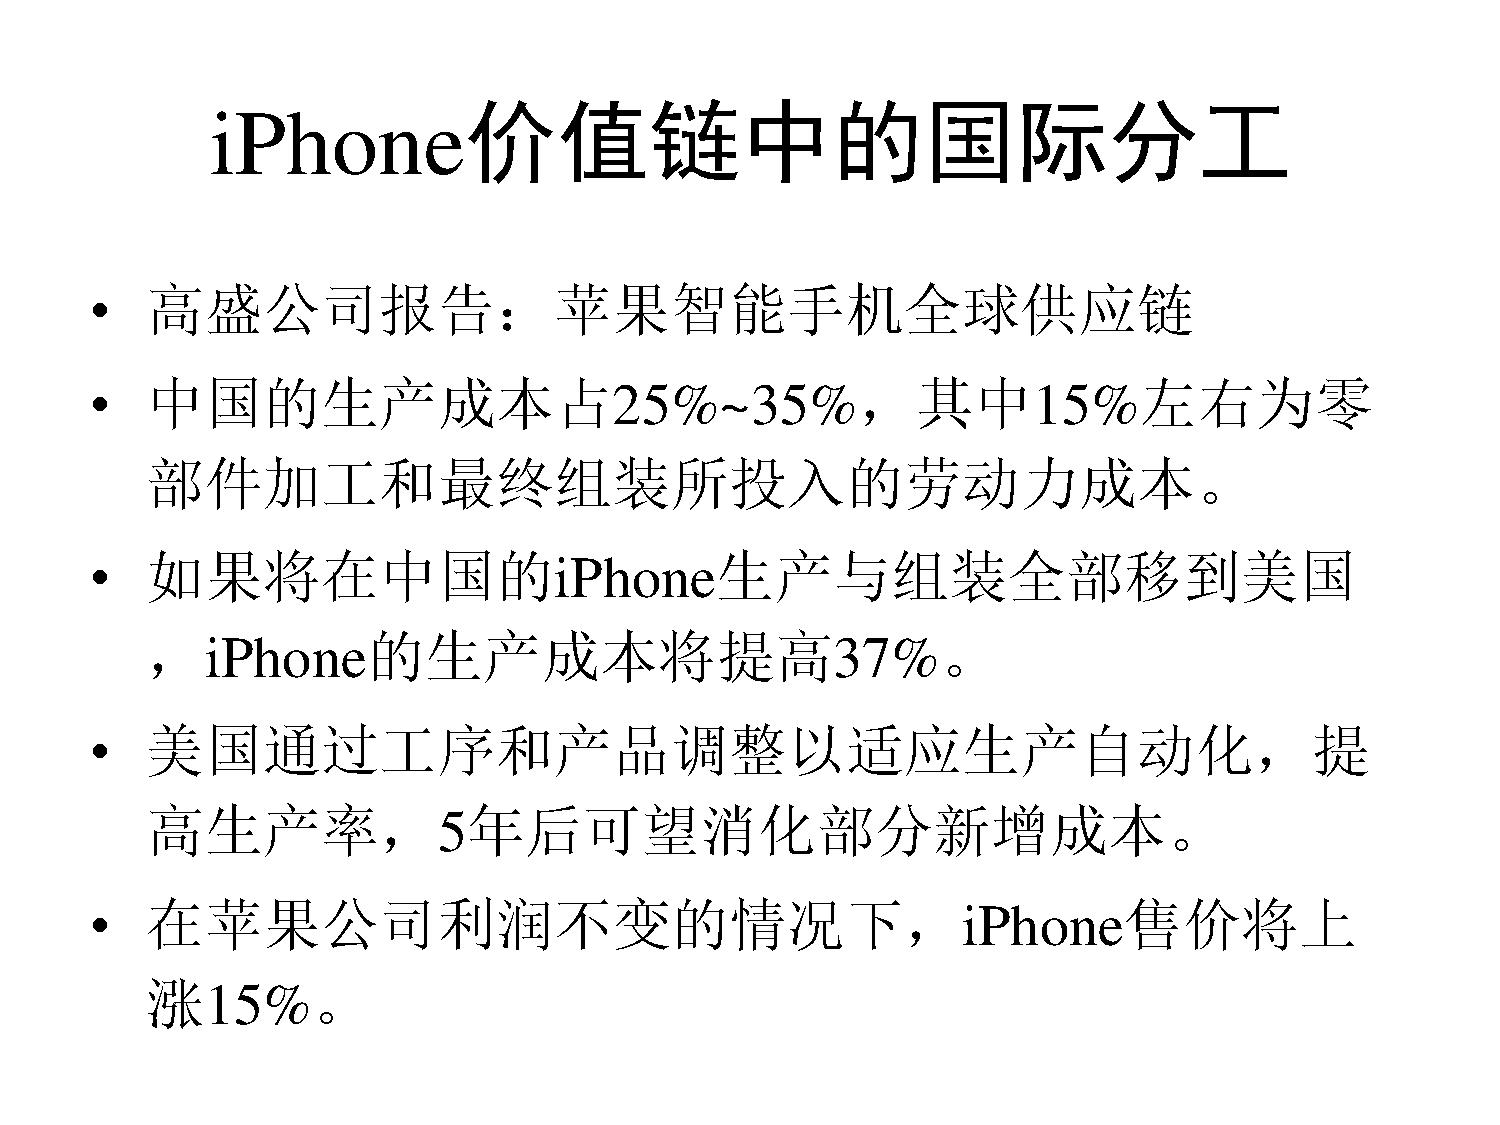 iPhone价值链中的国际分工
• 高盛公司报告：苹果智能手机全球供应链
• 中国的生产成本占25%~35%，其中15%左右为零
部件加工和最终组装所投入的劳动力成本。
• 如果将在中国的iPhone生产与组装全部移到美国
，iPhone的生产成本将提高37%。
• 美国通过工序和产品调整以适应生产自动化，提
高生产率，5年后可望消化部分新增成本。
• 在苹果公司利润不变的情况下，iPhone售价将上
涨15%。